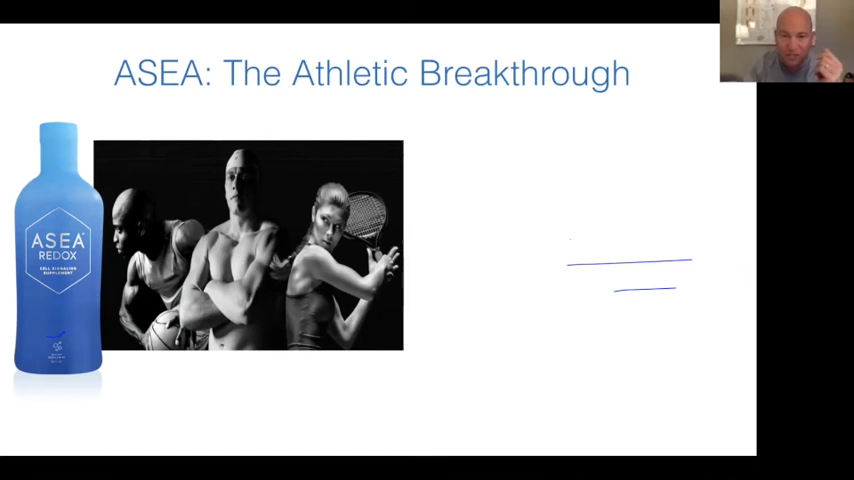 ASEA: The Athletic Breakthrough
ASEA
REDOX
CELL SIGNALING
SUPPLEMENT